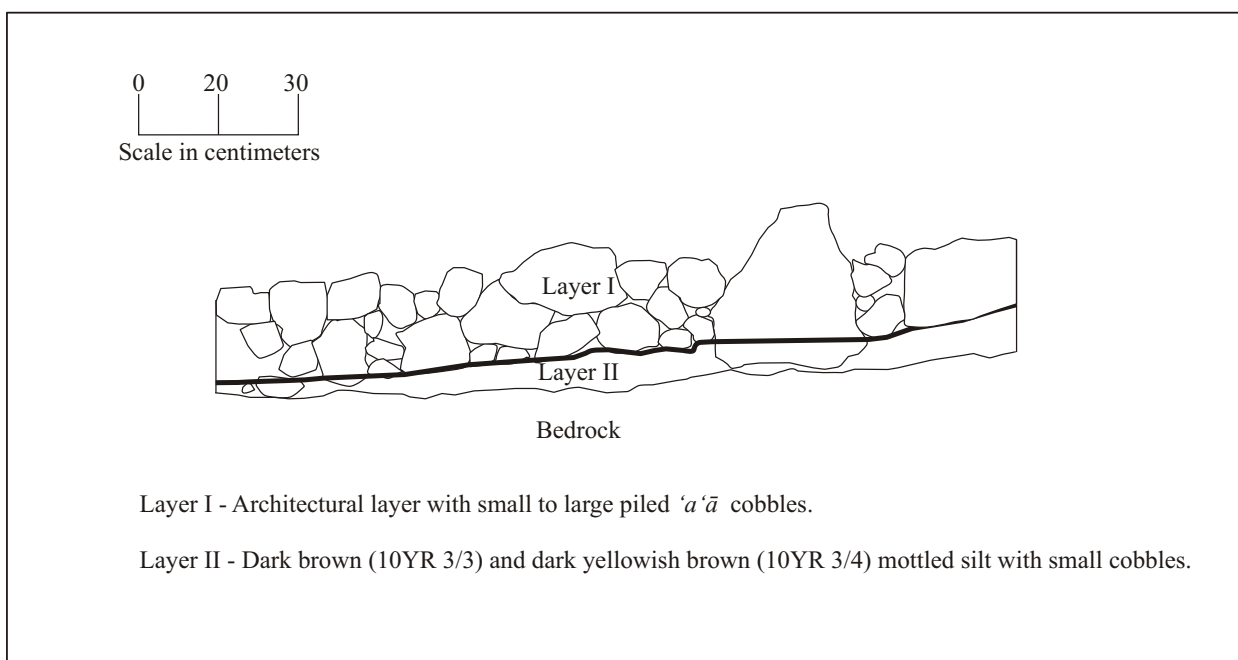 0 20 30
Scale in centimeters
Layer I
Layer II
Bedrock
Layer I - Architectural layer with small to large piled ‘a‘ā cobbles.
Layer II - Dark brown (10YR 3/3) and dark yellowish brown (10YR 3/4) mottled silt with small cobbles.